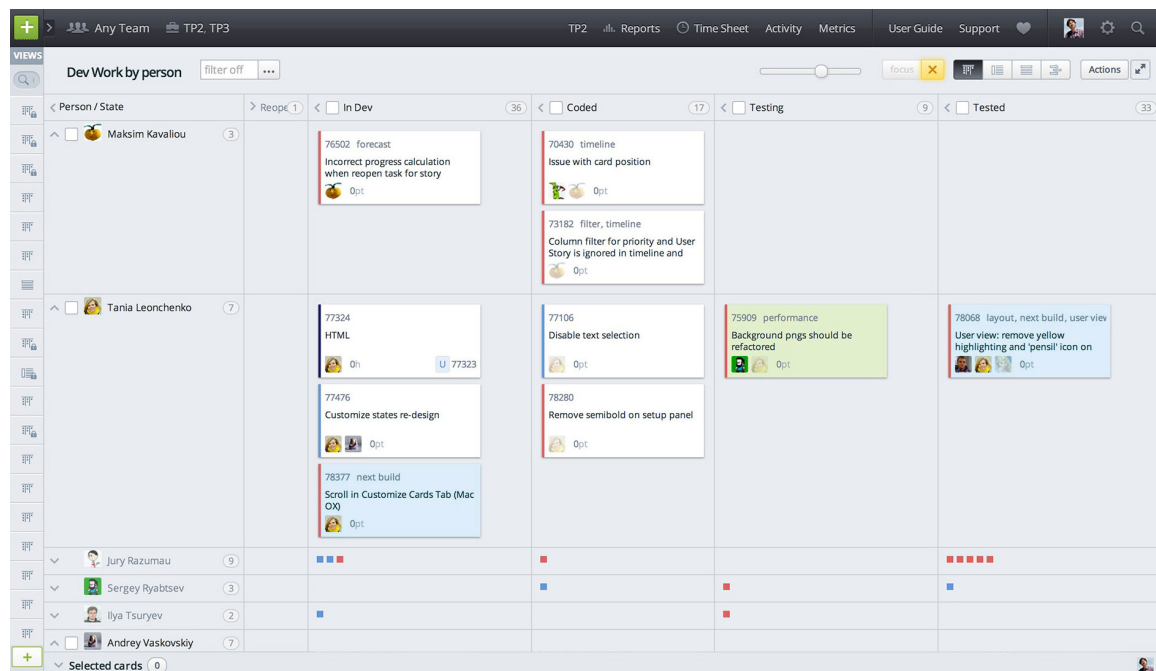 Any Team TP2, TP3 TP2 Reports Time Sheet Activity Metrics User Guide Support
VIEWS
Dev Work by person filter off ... focus Actions
Person / State Reope 1 In Dev 36 Coded 17 Testing 9 Tested 33
Maksim Kavaliou 3
76502 forecast
Incorrect progress calculation
when reopen task for story
0pt
70430 timeline
Issue with card position
0pt
73182 filter, timeline
Column filter for priority and User
Story is ignored in timeline and
0pt
Tania Leonchenko 7
77324
HTML
0h U 77323
77476
Customize states re-design
0pt
78377 next build
Scroll in Customize Cards Tab (Mac
OX)
0pt
77106
Disable text selection
0pt
78280
Remove semibold on setup panel
0pt
75909 performance
Background pngs should be
refactored
0pt
78068 layout, next build, user view
User view: remove yellow
highlighting and 'pensil' icon on
0pt
Jury Razumau 9
Sergey Ryabtsev 3
Ilya Tsuryev 2
Andrey Vaskovskiy 7
Selected cards 0